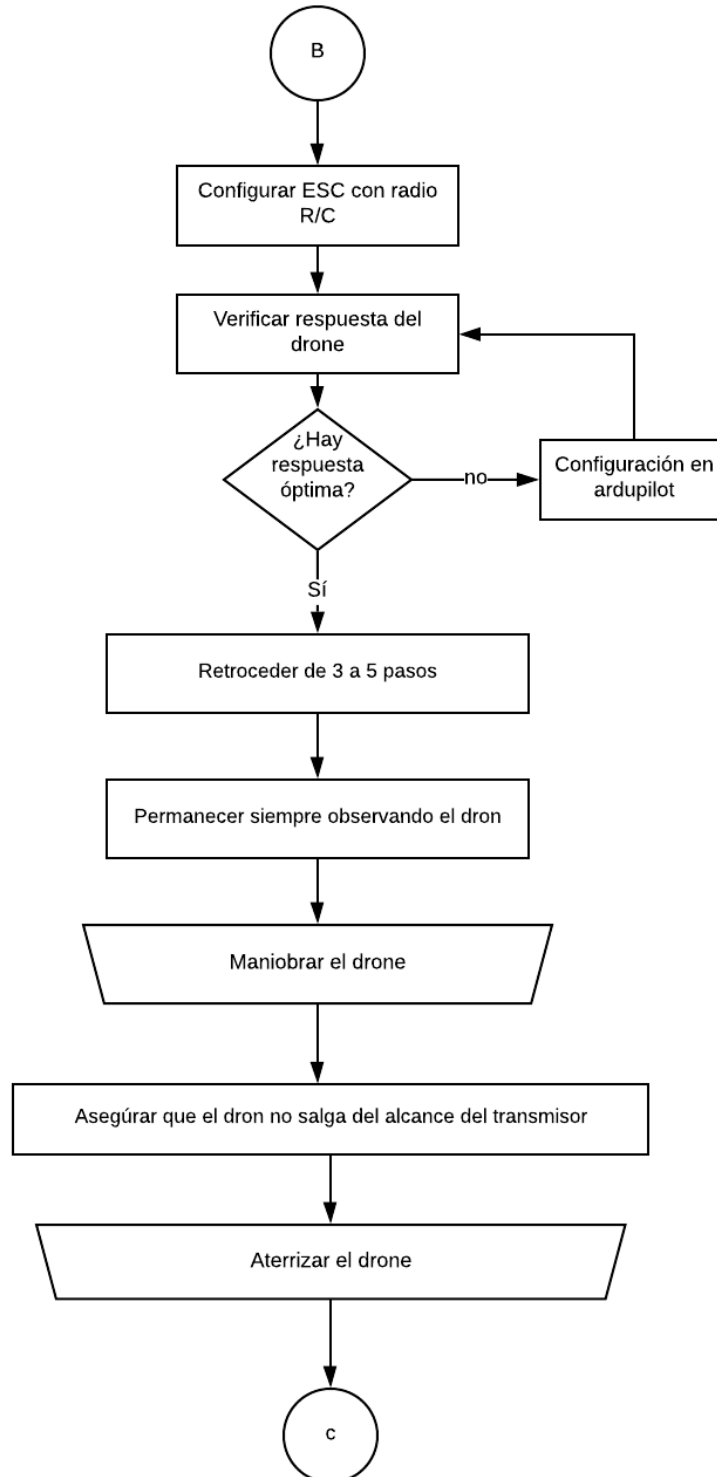 B
Configurar ESC con radio
R/C
Verificar respuesta del
drone
¿Hay
respuesta
óptima?
no
Configuración en
ardupilot
Sí
Retroceder de 3 a 5 pasos
Permanecer siempre observando el dron
Maniobrar el drone
Asegúrar que el dron no salga del alcance del transmisor
Aterrizar el drone
c